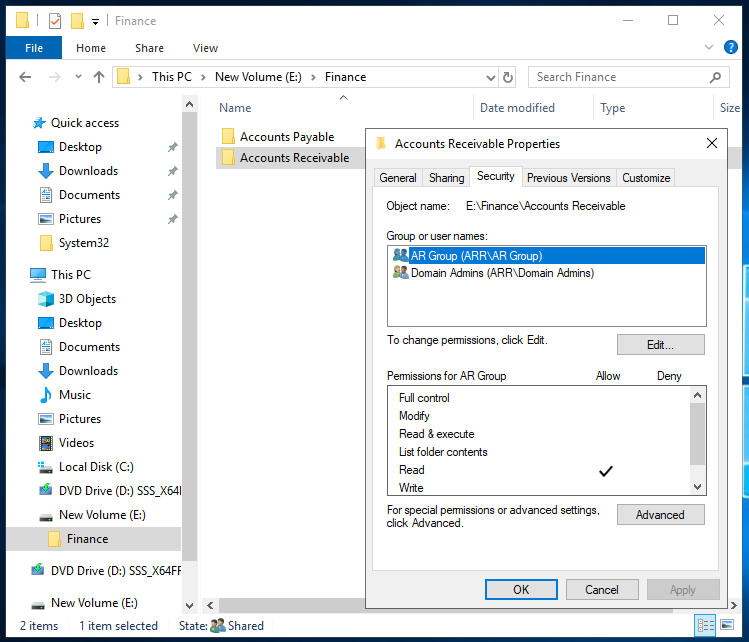 Finance
File Home Share View
This PC New Volume (E:) Finance
Search Finance
Name Date modified Type Size
Quick access
Desktop
Downloads
Documents
Pictures
System32
This PC
3D Objects
Desktop
Documents
Downloads
Music
Pictures
Videos
Local Disk (C:)
DVD Drive (D:) SSS_X64F
New Volume (E:)
Finance
DVD Drive (D:) SSS_X64FR
New Volume (E:)
Accounts Payable
Accounts Receivable
Accounts Receivable Properties
General Sharing Security Previous Versions Customize
Object name: E:\Finance\Accounts Receivable
Group or user names:
AR Group (ARR\AR Group)
Domain Admins (ARR\Domain Admins)
To change permissions, click Edit.
Edit...
Permissions for AR Group Allow Deny
Full control
Modify
Read & execute
List folder contents
Read
Write
For special permissions or advanced settings,
click Advanced.
Advanced
OK Cancel Apply
2 items 1 item selected State: Shared